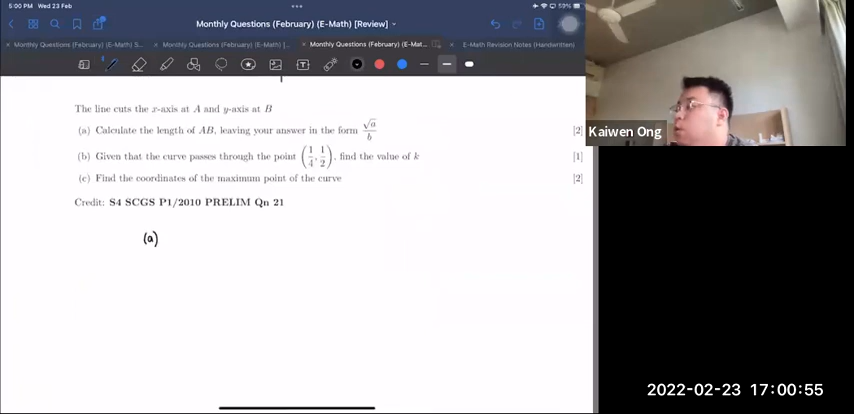 5:00 PM Wed 23 Feb
59%
Monthly Questions (February) (E-Math) [Review]
Monthly Questions (February) (E-Math) S...
Monthly Questions (February) (E-Math) [...
Monthly Questions (February) (E-Mat...
E-Math Revision Notes (Handwritten)
The line cuts the x-axis at A and y-axis at B
(a) Calculate the length of AB, leaving your answer in the form √a/b [2]
(b) Given that the curve passes through the point (1/4, 1/2), find the value of k [1]
(c) Find the coordinates of the maximum point of the curve [2]
Credit: S4 SCGS P1/2010 PRELIM Qn 21
(a)
Kaiwen Ong
2022-02-23 17:00:55